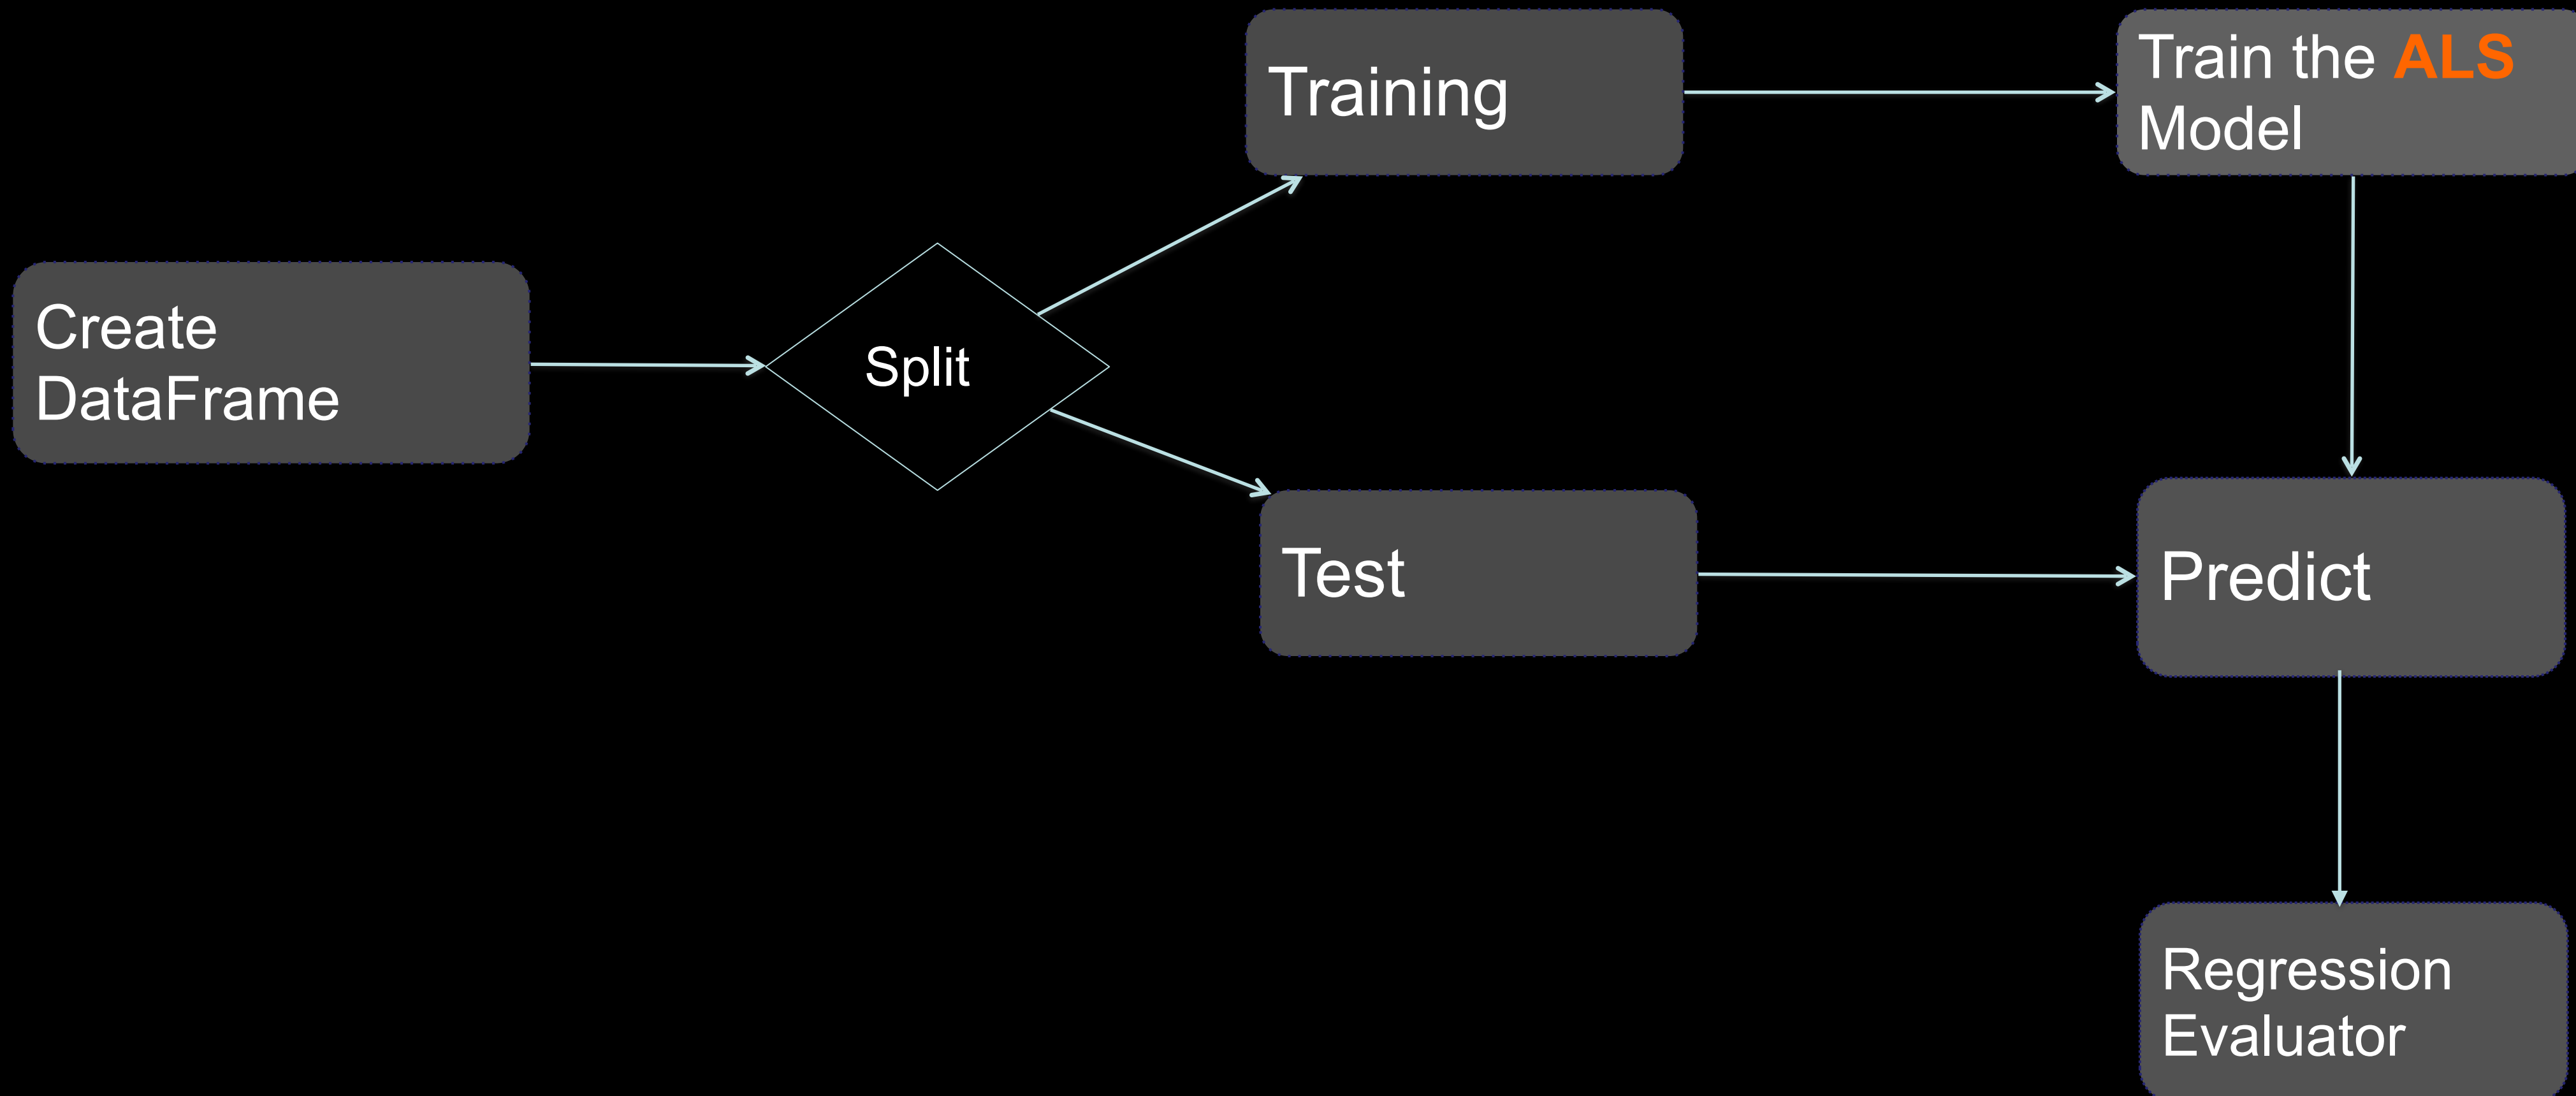 Create
DataFrame
Split
Training
Test
Train the ALS
Model
Predict
Regression
Evaluator